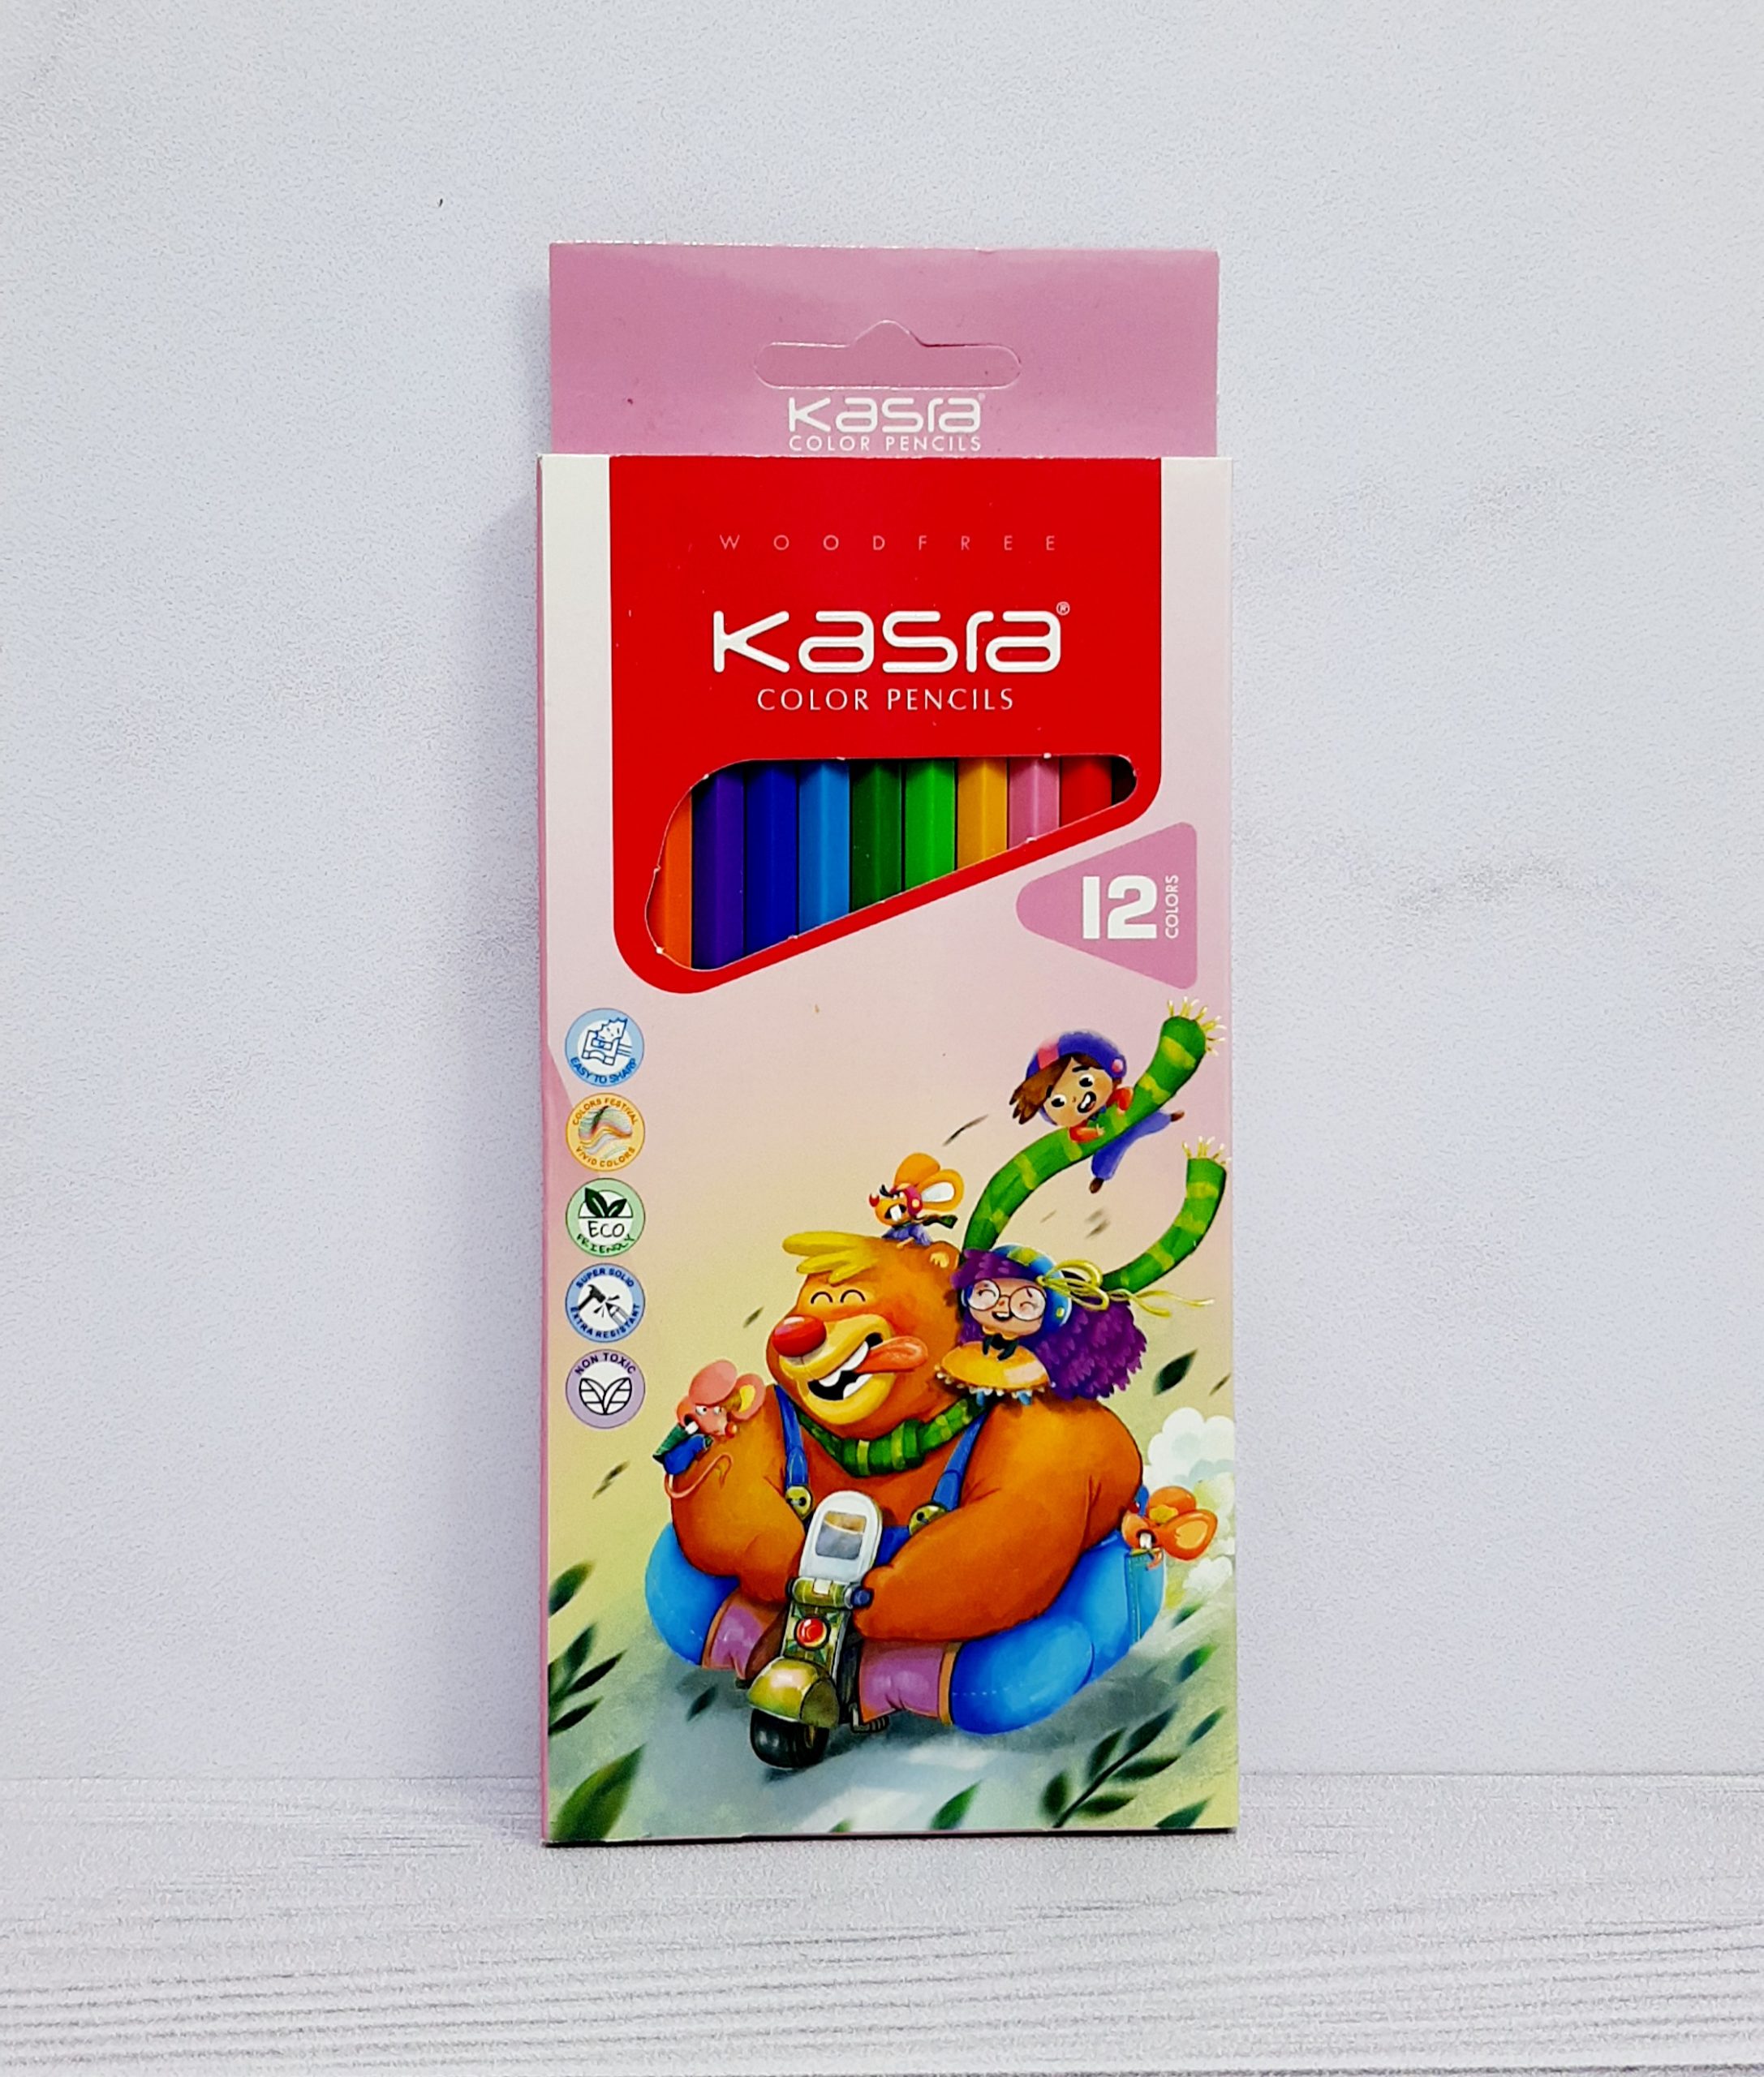 Kasra®
COLOR PENCILS
WOODFREE
Kasra®
COLOR PENCILS
12
COLORS
EASY TO SHARP
COLORS FESTIVAL
VIVID COLORS
ECO
FRIENDLY
SUPER SOLID
EXTRA RESISTANT
NON TOXIC